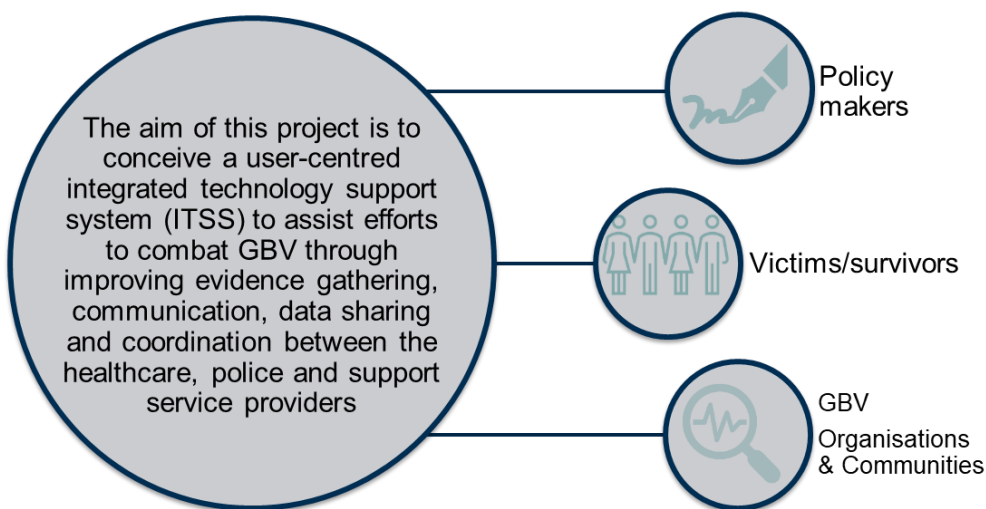 The aim of this project is to
conceive a user-centred
integrated technology support
system (ITSS) to assist efforts
to combat GBV through
improving evidence gathering,
communication, data sharing
and coordination between the
healthcare, police and support
service providers
Policy
makers
Victims/survivors
GBV
Organisations
& Communities